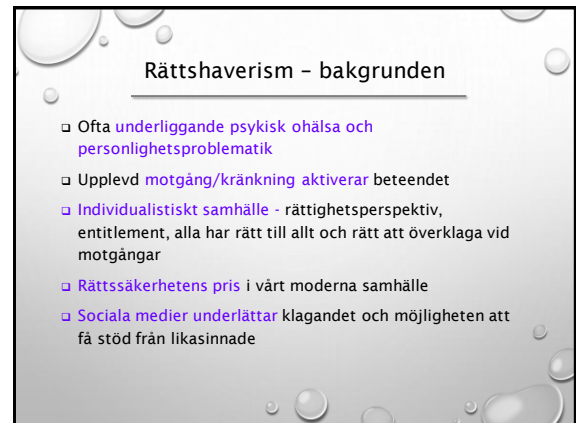 Rättshaverism – bakgrunden
❑ Ofta underliggande psykisk ohälsa och
personlighetsproblematik
❑ Upplevd motgång/kränkning aktiverar beteendet
❑ Individualistiskt samhälle - rättighetsperspektiv,
entitlement, alla har rätt till allt och rätt att överklaga vid
motgångar
❑ Rättssäkerhetens pris i vårt moderna samhälle
❑ Sociala medier underlättar klagandet och möjligheten att
få stöd från likasinnade